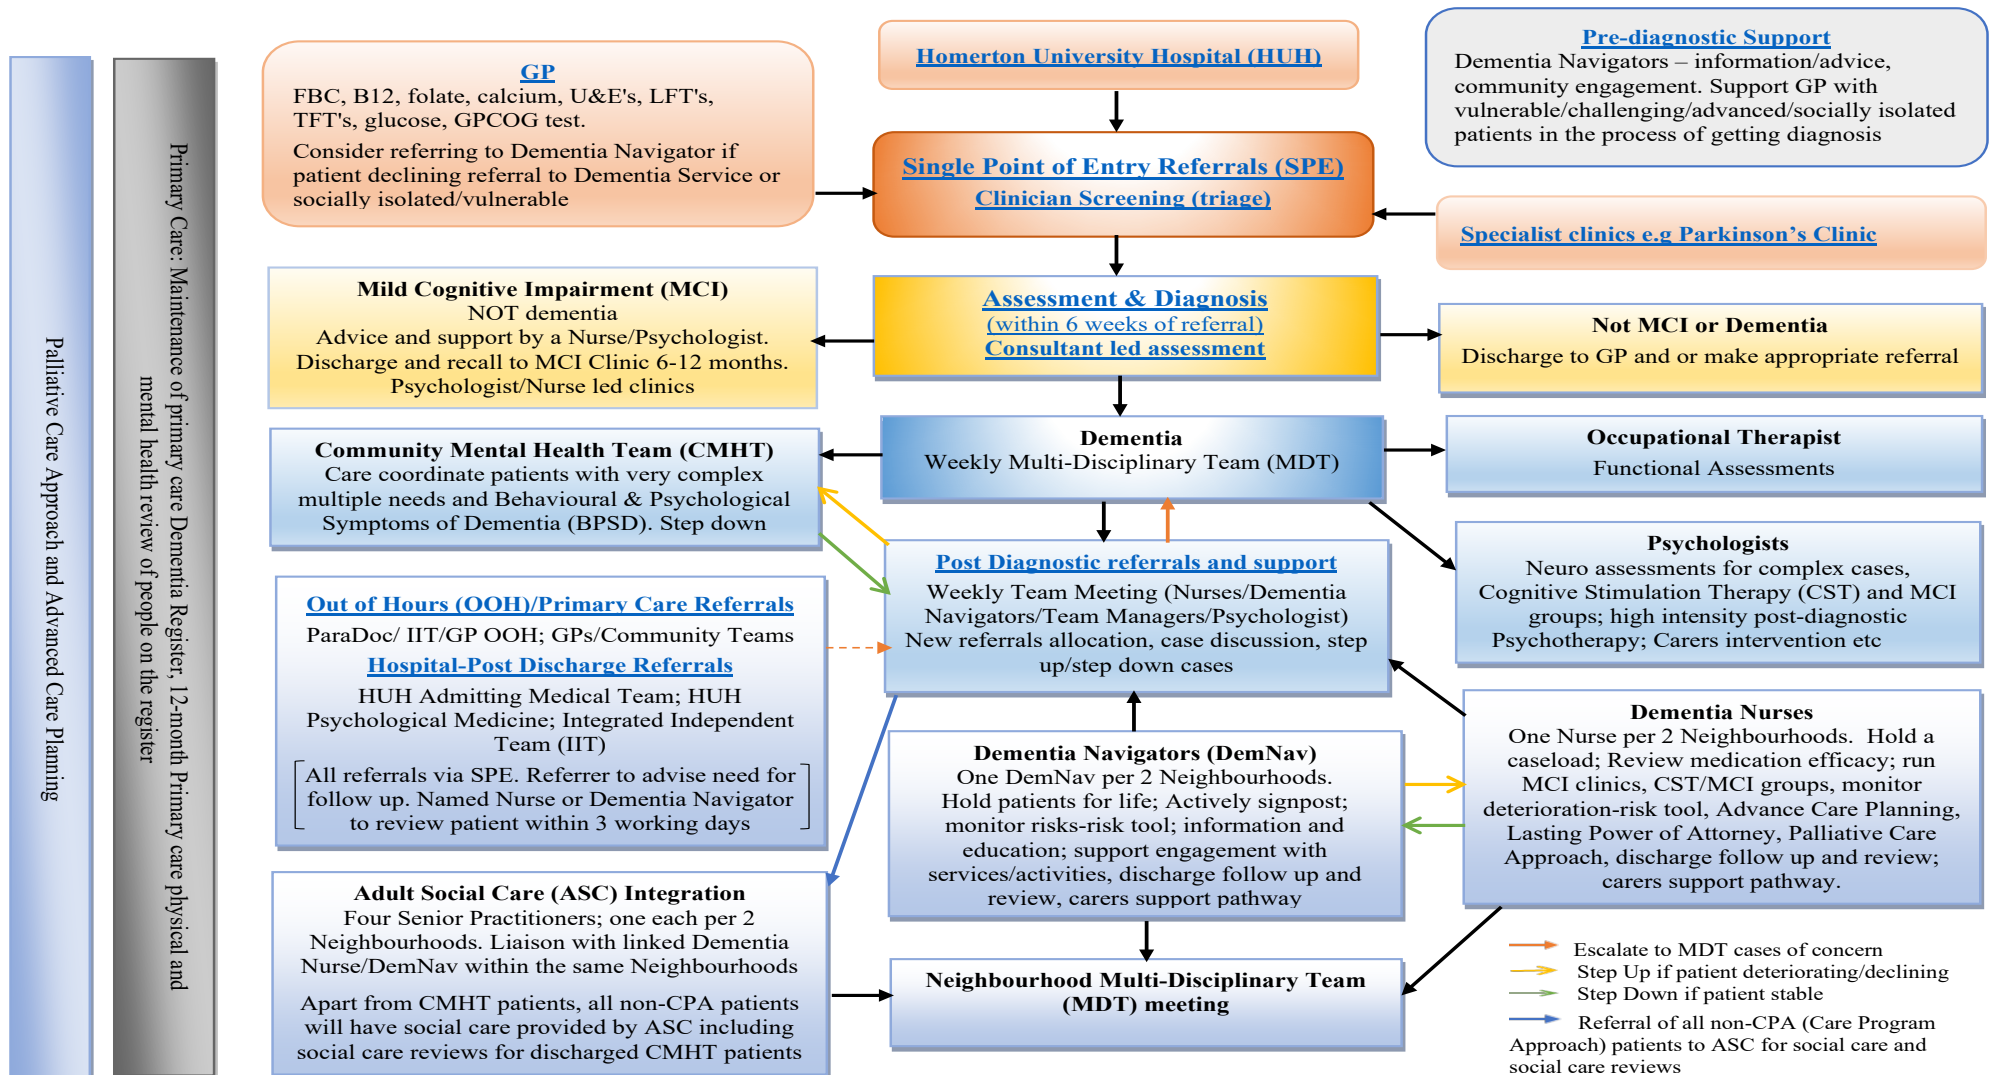 Palliative Care Approach and Advanced Care Planning
Primary Care: Maintenance of primary care Dementia Register, 12-month Primary care physical and
mental health review of people on the register
GP
FBC, B12, folate, calcium, U&E's, LFT's,
TFT's, glucose, GPCOG test.
Consider referring to Dementia Navigator if
patient declining referral to Dementia Service or
socially isolated/vulnerable
Homerton University Hospital (HUH)
Pre-diagnostic Support
Dementia Navigators – information/advice,
community engagement. Support GP with
vulnerable/challenging/advanced/socially isolated
patients in the process of getting diagnosis
Single Point of Entry Referrals (SPE)
Clinician Screening (triage)
Specialist clinics e.g Parkinson's Clinic
Mild Cognitive Impairment (MCI)
NOT dementia
Advice and support by a Nurse/Psychologist.
Discharge and recall to MCI Clinic 6-12 months.
Psychologist/Nurse led clinics
Assessment & Diagnosis
(within 6 weeks of referral)
Consultant led assessment
Not MCI or Dementia
Discharge to GP and or make appropriate referral
Community Mental Health Team (CMHT)
Care coordinate patients with very complex
multiple needs and Behavioural & Psychological
Symptoms of Dementia (BPSD). Step down
Dementia
Weekly Multi-Disciplinary Team (MDT)
Occupational Therapist
Functional Assessments
Psychologists
Neuro assessments for complex cases,
Cognitive Stimulation Therapy (CST) and MCI
groups; high intensity post-diagnostic
Psychotherapy; Carers intervention etc
Post Diagnostic referrals and support
Weekly Team Meeting (Nurses/Dementia
Navigators/Team Managers/Psychologist)
New referrals allocation, case discussion, step
up/step down cases
Out of Hours (OOH)/Primary Care Referrals
ParaDoc/ IIT/GP OOH; GPs/Community Teams
Hospital-Post Discharge Referrals
HUH Admitting Medical Team; HUH
Psychological Medicine; Integrated Independent
Team (IIT)
All referrals via SPE. Referrer to advise need for
follow up. Named Nurse or Dementia Navigator
to review patient within 3 working days
Dementia Navigators (DemNav)
One DemNav per 2 Neighbourhoods.
Hold patients for life; Actively signpost;
monitor risks-risk tool; information and
education; support engagement with
services/activities, discharge follow up and
review, carers support pathway
Dementia Nurses
One Nurse per 2 Neighbourhoods. Hold a
caseload; Review medication efficacy; run
MCI clinics, CST/MCI groups, monitor
deterioration-risk tool, Advance Care Planning,
Lasting Power of Attorney, Palliative Care
Approach, discharge follow up and review;
carers support pathway.
Adult Social Care (ASC) Integration
Four Senior Practitioners; one each per 2
Neighbourhoods. Liaison with linked Dementia
Nurse/DemNav within the same Neighbourhoods
Apart from CMHT patients, all non-CPA patients
will have social care provided by ASC including
social care reviews for discharged CMHT patients
Neighbourhood Multi-Disciplinary Team
(MDT) meeting
Escalate to MDT cases of concern
Step Up if patient deteriorating/declining
Step Down if patient stable
Referral of all non-CPA (Care Program
Approach) patients to ASC for social care and
social care reviews